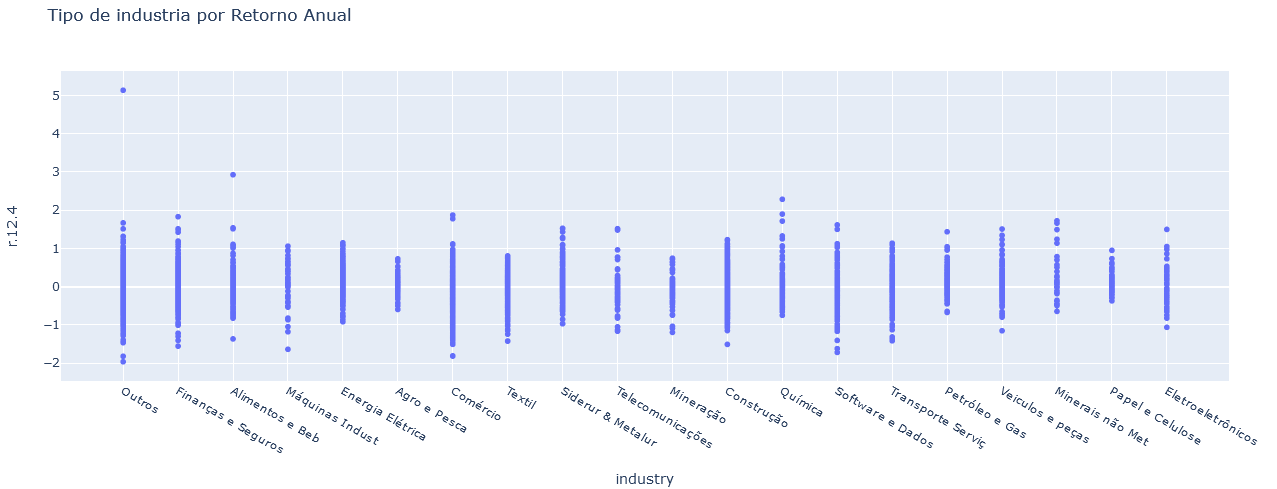 Tipo de industria por Retorno Anual
r.12.4
5
4
3
2
1
0
−1
−2
Outros
Finanças e Seguros
Alimentos e Beb
Máquinas Indust
Energia Elétrica
Agro e Pesca
Comércio
Textil
Siderur & Metalur
Telecomunicações
Mineração
Construção
Química
Software e Dados
Transporte Serviç
Petróleo e Gas
Veiculos e peças
Minerais não Met
Papel e Celulose
Eletroeletrônicos
industry